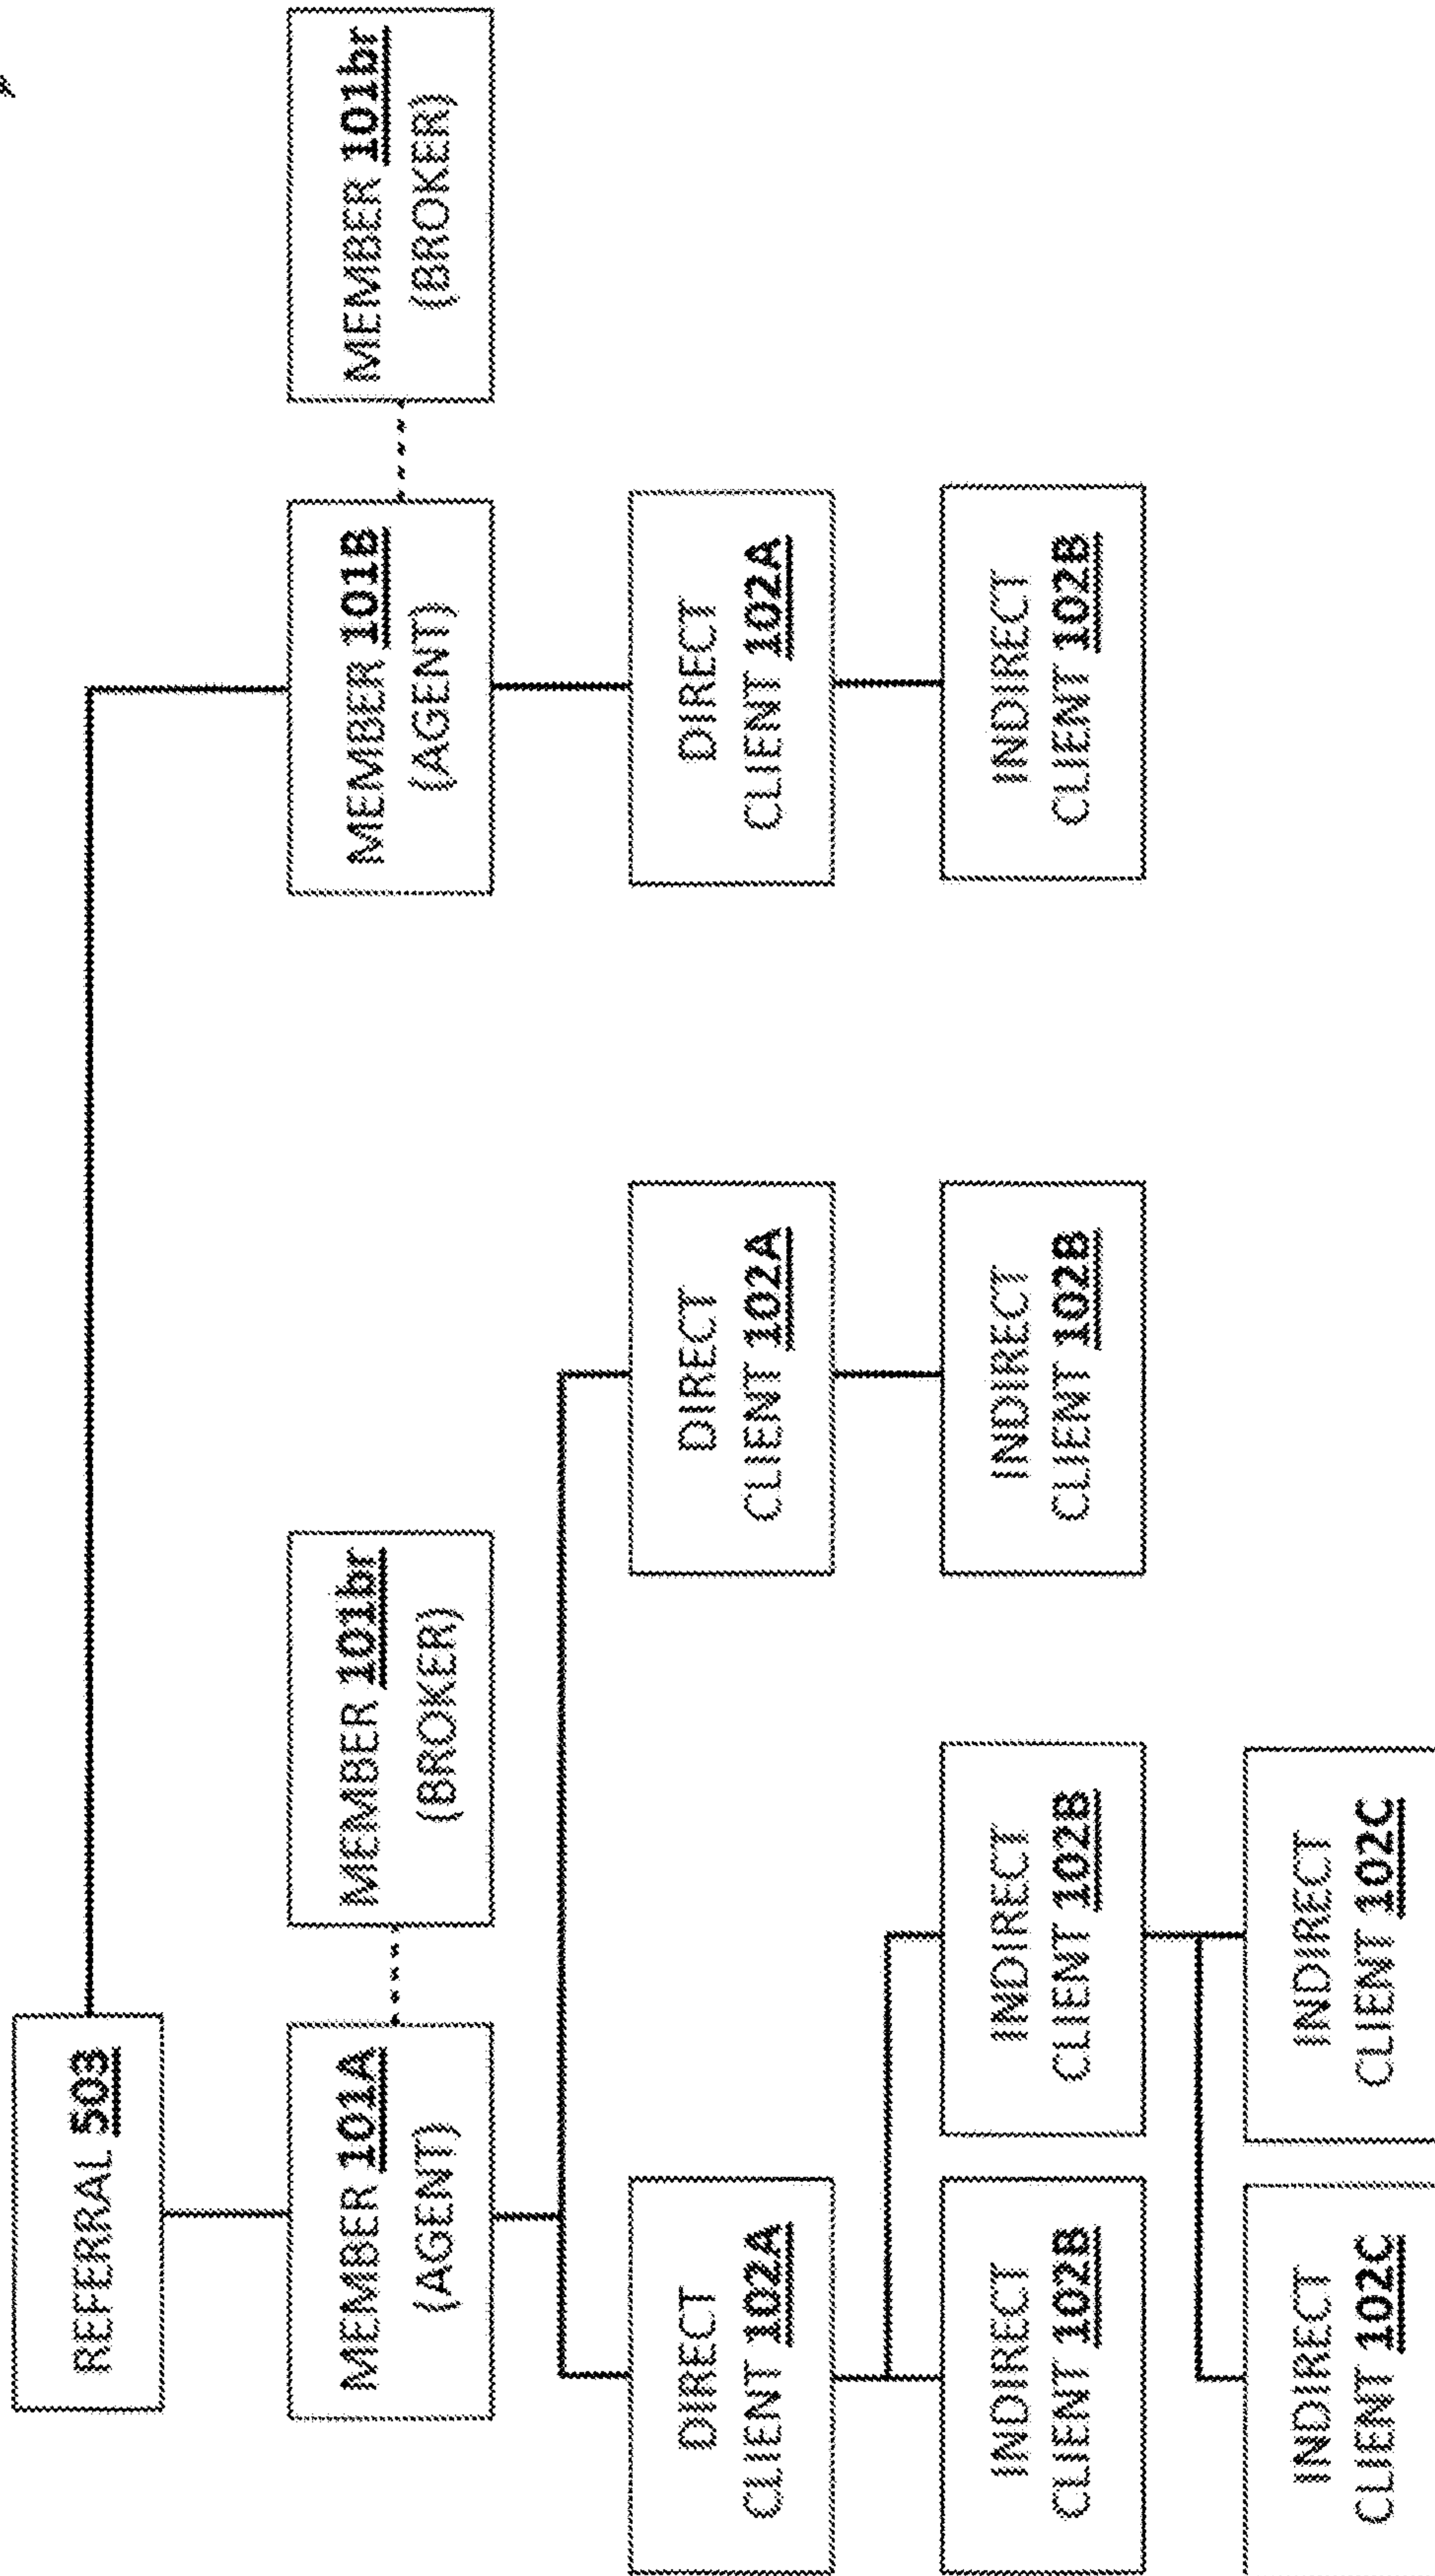 REFERRAL 503
MEMBER 101A
(AGENT)
MEMBER 101br
(BROKER)
MEMBER 101B
(AGENT)
MEMBER 101br
(BROKER)
DIRECT
CLIENT 102A
DIRECT
CLIENT 102A
DIRECT
CLIENT 102A
INDIRECT
CLIENT 102B
INDIRECT
CLIENT 102B
INDIRECT
CLIENT 102B
INDIRECT
CLIENT 102B
INDIRECT
CLIENT 102C
INDIRECT
CLIENT 102C